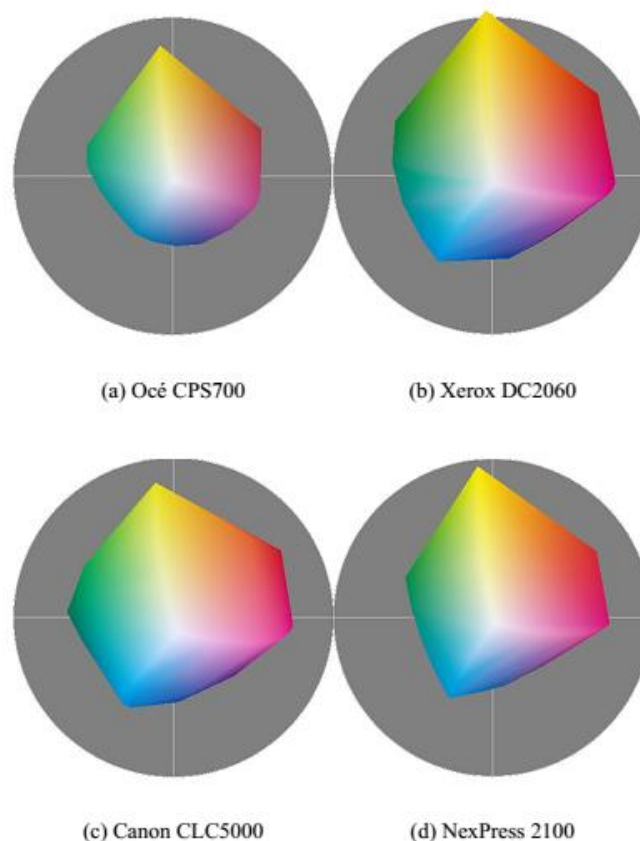 (a) Océ CPS700
(b) Xerox DC2060
(c) Canon CLC5000
(d) NexPress 2100